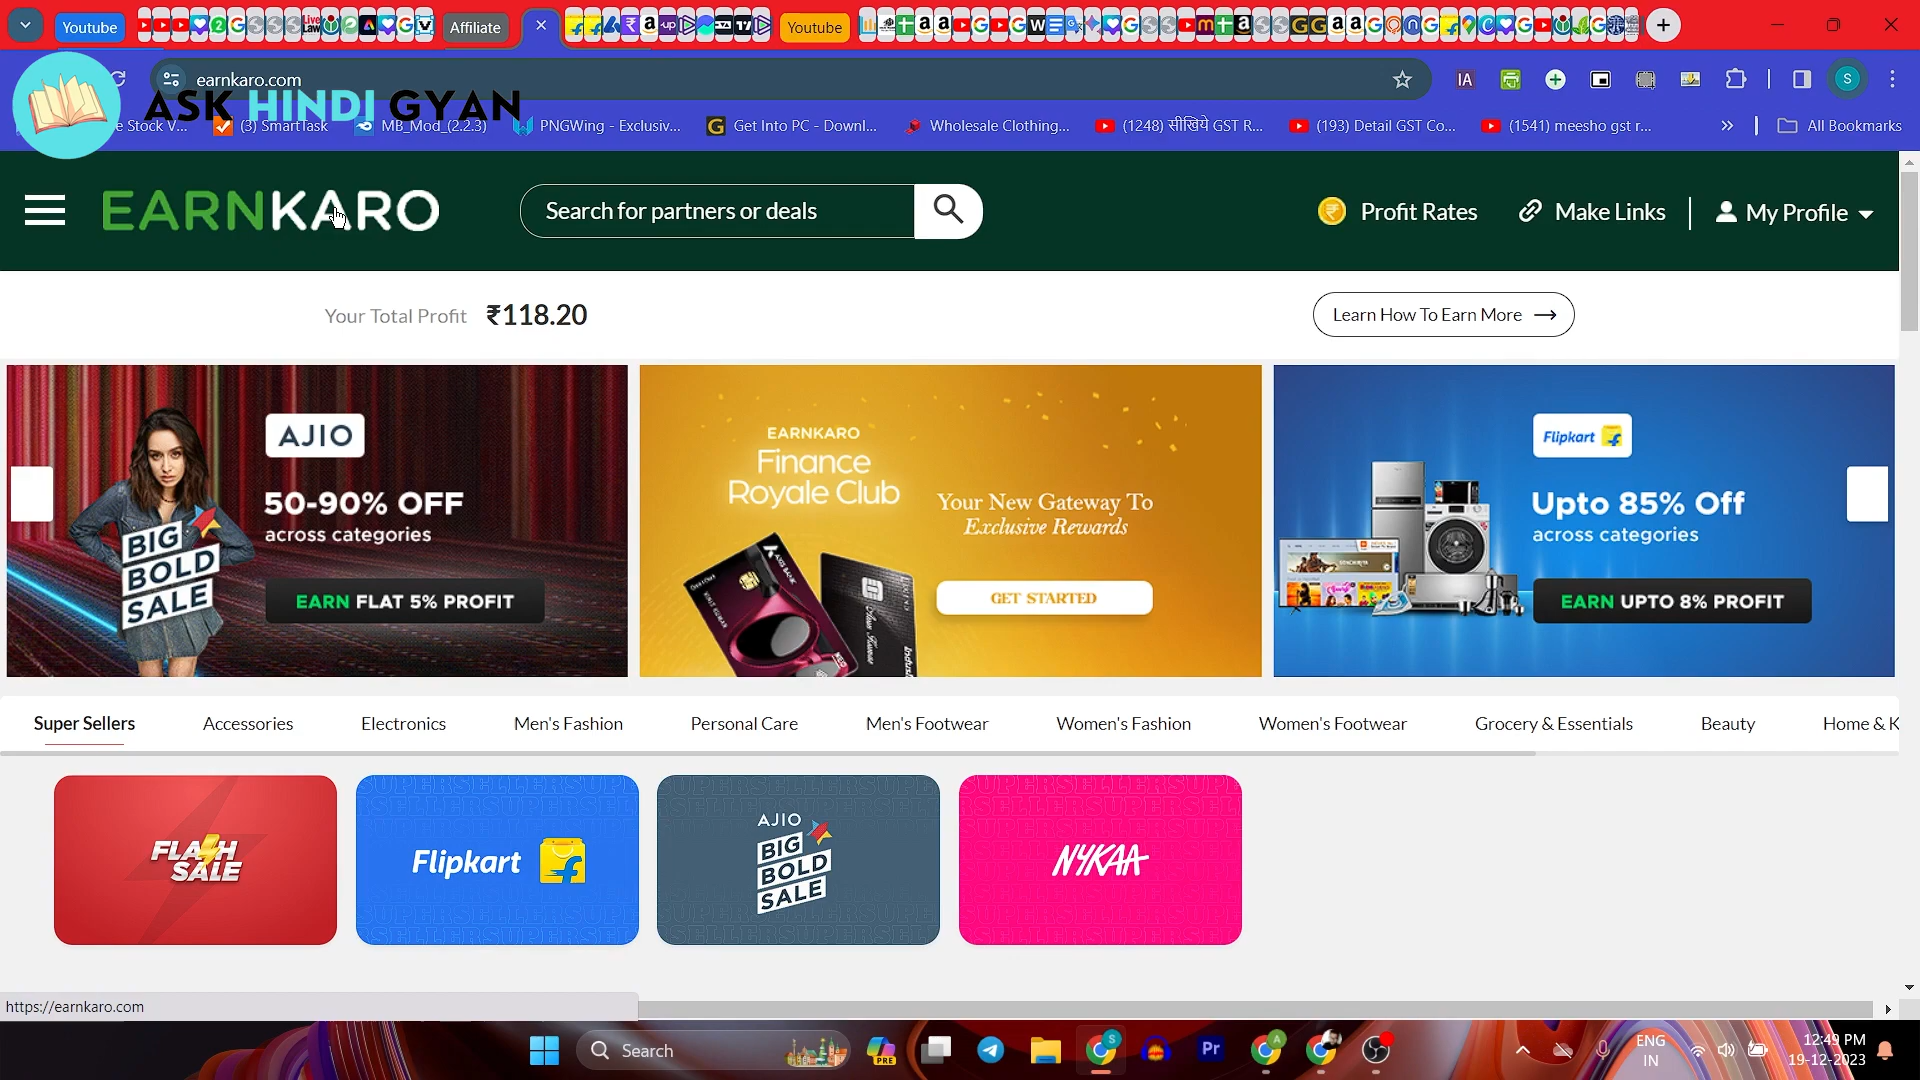 Youtube
Affiliate
Youtube
earnkaro.com
ASK HINDI GYAN
e Stock V...
(3) SmartTask
MB_Mod_(2.2.3)
PNGWing - Exclusiv...
Get Into PC - Downl...
Wholesale Clothing...
(1248) सीखिये GST R...
(193) Detail GST Co...
(1541) meesho gst r...
All Bookmarks
EARNKARO
Search for partners or deals
Profit Rates
Make Links
My Profile
Your Total Profit ₹118.20
Learn How To Earn More
AJIO
50-90% OFF
across categories
BIG
BOLD
SALE
EARN FLAT 5% PROFIT
EARNKARO
Finance
Royale Club
Your New Gateway To
Exclusive Rewards
GET STARTED
AXIS BANK
Flipkart
Upto 85% Off
across categories
EARN UPTO 8% PROFIT
Super Sellers
Accessories
Electronics
Men's Fashion
Personal Care
Men's Footwear
Women's Fashion
Women's Footwear
Grocery & Essentials
Beauty
Home & K
FLASH
SALE
Flipkart
AJIO
BIG
BOLD
SALE
NYKAA
https://earnkaro.com
Search
PRE
Pr
ENG
IN
12:49 PM
19-12-2023